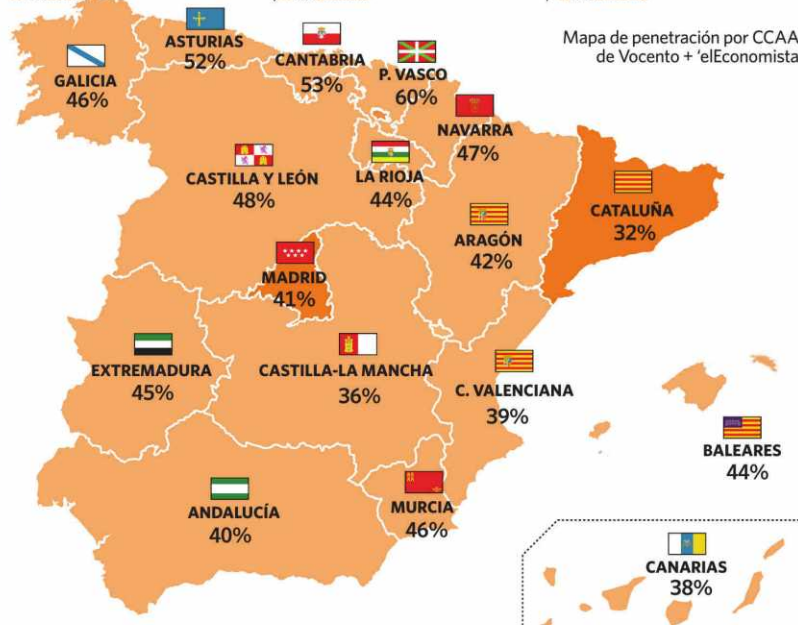 Mapa de penetración por CCAA
de Vocento + 'elEconomista
ASTURIAS
52%
CANTABRIA
53%
P. VASCO
60%
GALICIA
46%
NAVARRA
47%
CASTILLA Y LEÓN
48%
LA RIOJA
44%
CATALUÑA
32%
ARAGÓN
42%
MADRID
41%
EXTREMADURA
45%
CASTILLA-LA MANCHA
36%
C. VALENCIANA
39%
BALEARES
44%
ANDALUCÍA
40%
MURCIA
46%
CANARIAS
38%